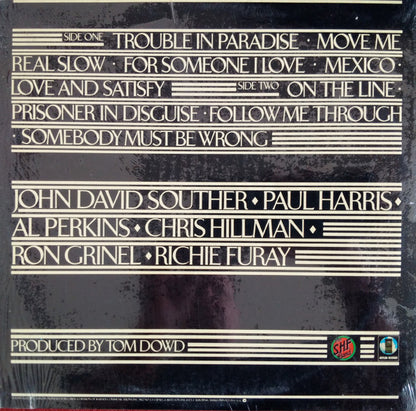 SIDE ONE TROUBLE IN PARADISE · MOVE ME
REAL SLOW · FOR SOMEONE I LOVE · MEXICO
LOVE AND SATISFY SIDE TWO ON THE LINE ·
PRISONER IN DISGUISE · FOLLOW ME THROUGH
· SOMEBODY MUST BE WRONG
JOHN DAVID SOUTHER · PAUL HARRIS ·
AL PERKINS · CHRIS HILLMAN ·
RON GRINEL · RICHIE FURAY
PRODUCED BY TOM DOWD
SHF